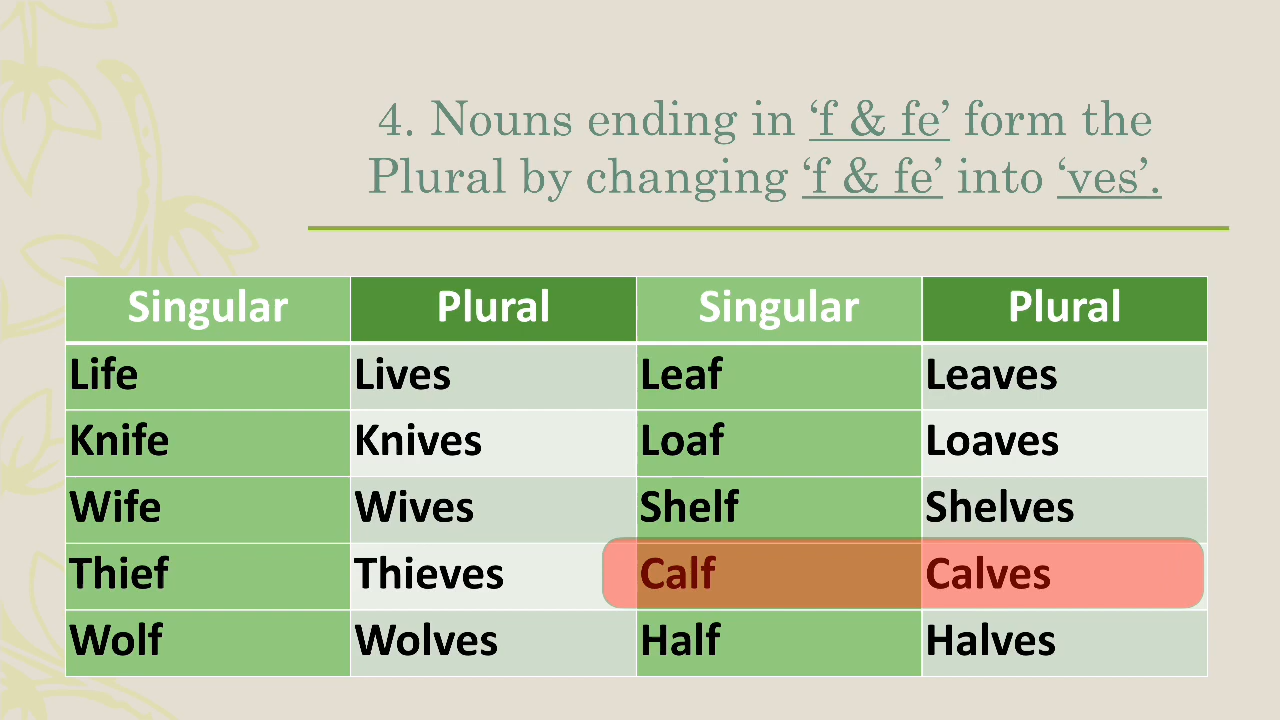 4. Nouns ending in ‘f & fe’ form the
Plural by changing ‘f & fe’ into ‘ves’.
Singular Plural Singular Plural
Life Lives Leaf Leaves
Knife Knives Loaf Loaves
Wife Wives Shelf Shelves
Thief Thieves Calf Calves
Wolf Wolves Half Halves